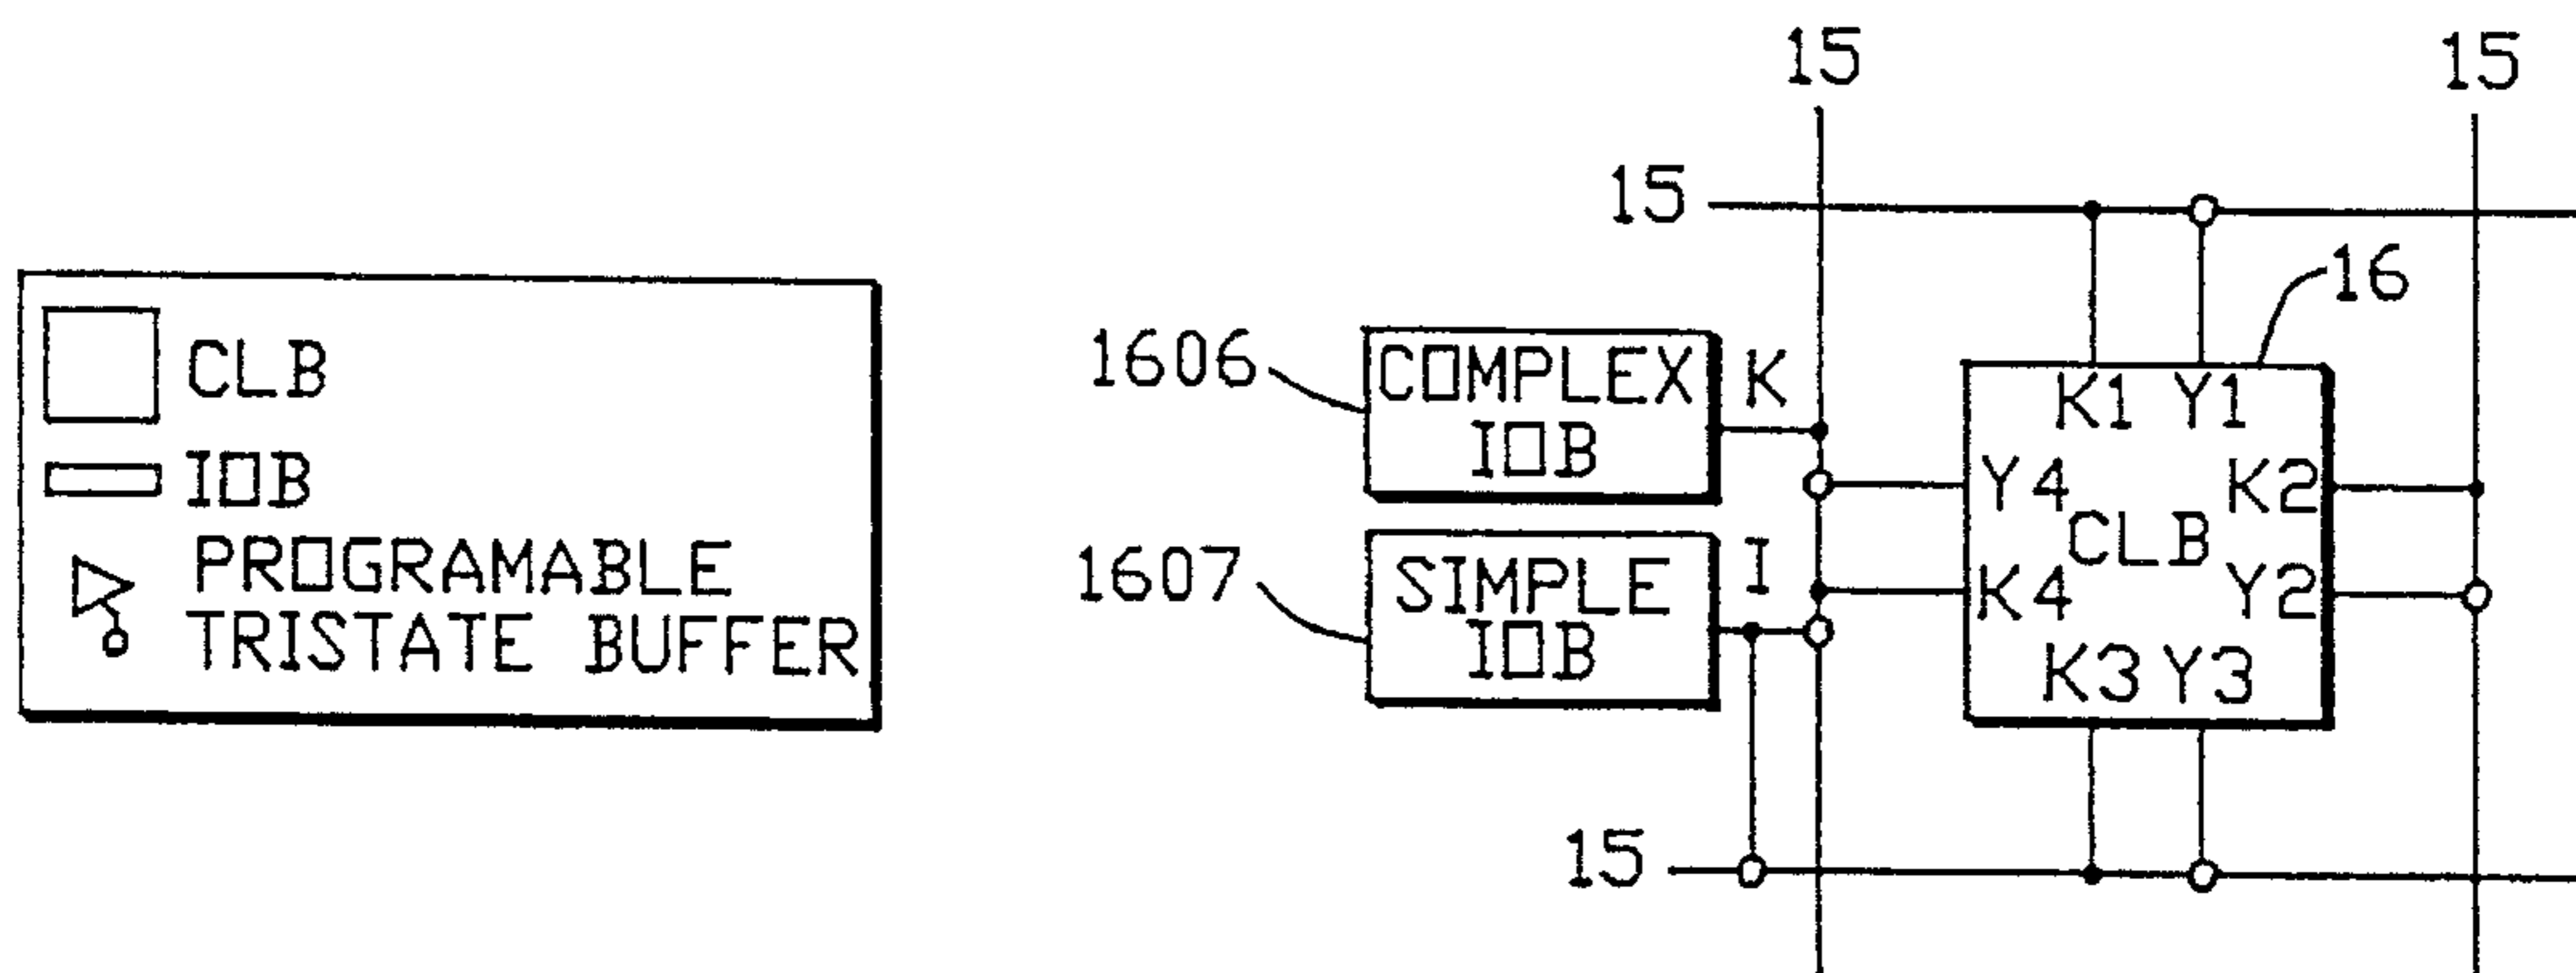 CLB
IOB
PROGRAMABLE
TRISTATE BUFFER
15
15
15
16
1606
COMPLEX
IOB
K
K1 Y1
Y4
K2
CLB
K4
Y2
K3 Y3
1607
SIMPLE
IOB
I
15